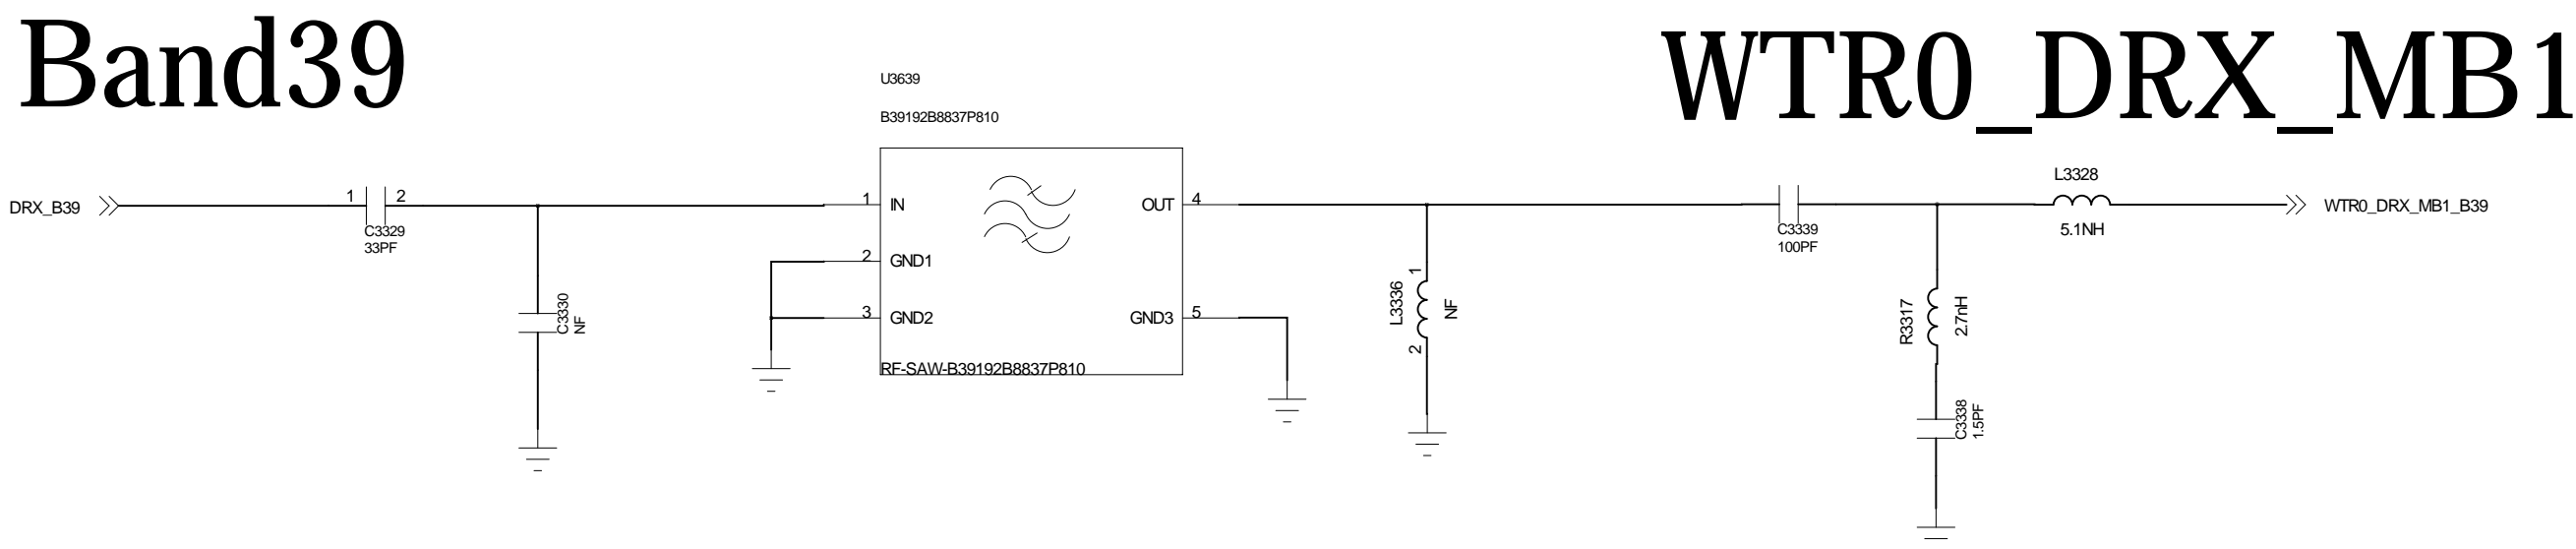 Band39
WTR0_DRX_MB1
U3639
B39192B8837P810
DRX_B39
1
2
C3329
33PF
C3330
NF
1
IN
2
GND1
3
GND2
OUT
4
GND3
5
RF-SAW-B39192B8837P810
L3336
1
2
NF
C3339
100PF
L3328
5.1NH
WTR0_DRX_MB1_B39
R3317
2.7nH
C3338
1.5PF